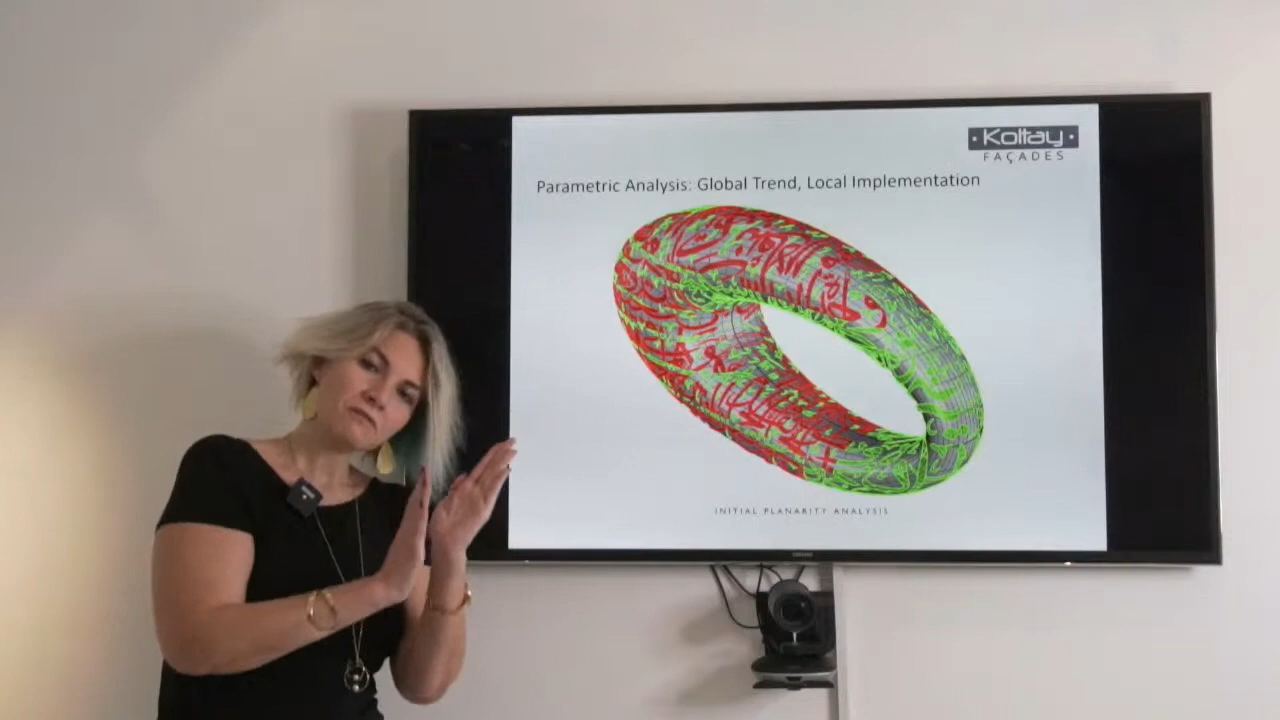 Koltay
FAÇADES
Parametric Analysis: Global Trend, Local Implementation
INITIAL PLANARITY ANALYSIS